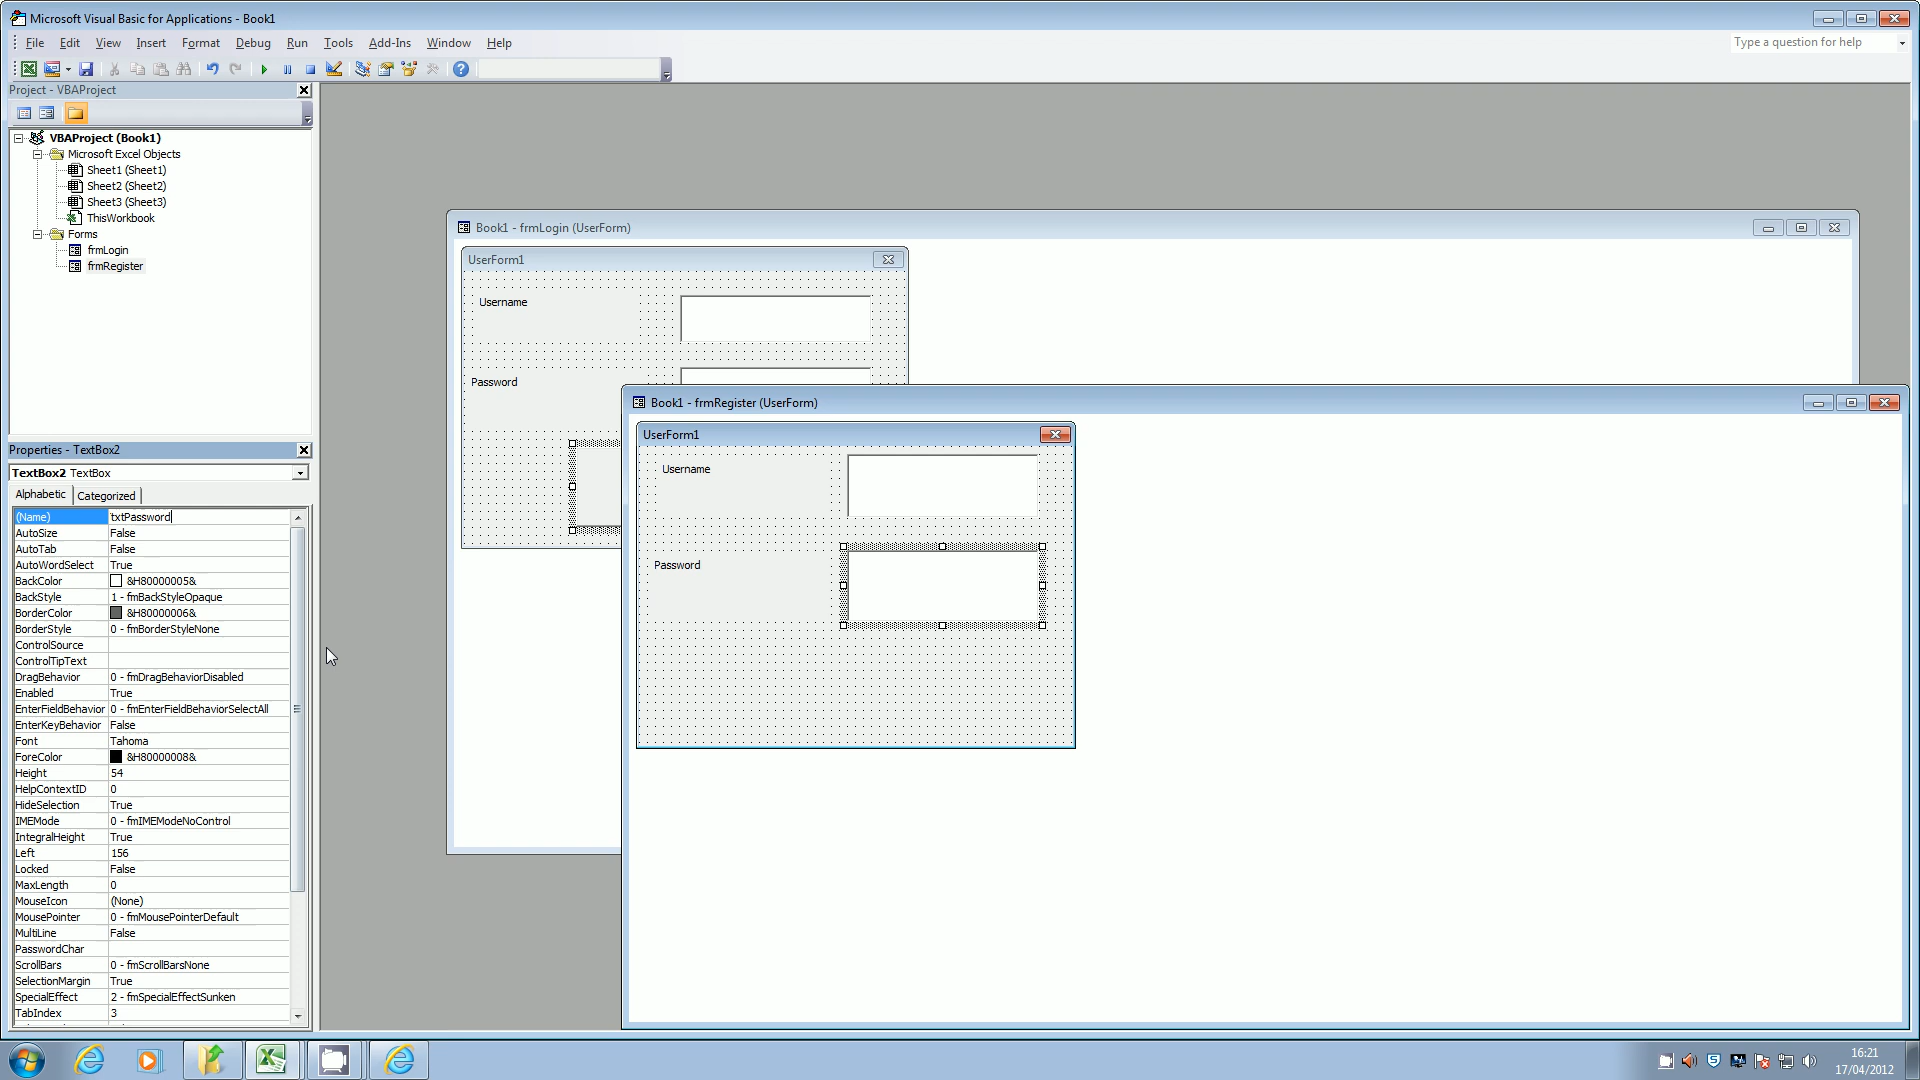 Microsoft Visual Basic for Applications - Book1
File Edit View Insert Format Debug Run Tools Add-Ins Window Help
Type a question for help
Project - VBAProject
VBAProject (Book1)
Microsoft Excel Objects
Sheet1 (Sheet1)
Sheet2 (Sheet2)
Sheet3 (Sheet3)
ThisWorkbook
Forms
frmLogin
frmRegister
Properties - TextBox2
TextBox2 TextBox
Alphabetic Categorized
(Name) txtPassword
AutoSize False
AutoTab False
AutoWordSelect True
BackColor &H80000005&
BackStyle 1 - fmBackStyleOpaque
BorderColor &H80000006&
BorderStyle 0 - fmBorderStyleNone
ControlSource
ControlTipText
DragBehavior 0 - fmDragBehaviorDisabled
Enabled True
EnterFieldBehavior 0 - fmEnterFieldBehaviorSelectAll
EnterKeyBehavior False
Font Tahoma
ForeColor &H80000008&
Height 54
HelpContextID 0
HideSelection True
IMEMode 0 - fmIMEModeNoControl
IntegralHeight True
Left 156
Locked False
MaxLength 0
MouseIcon (None)
MousePointer 0 - fmMousePointerDefault
MultiLine False
PasswordChar
ScrollBars 0 - fmScrollBarsNone
SelectionMargin True
SpecialEffect 2 - fmSpecialEffectSunken
TabIndex 3
Book1 - frmLogin (UserForm)
UserForm1
Username
Password
Book1 - frmRegister (UserForm)
UserForm1
Username
Password
16:21
17/04/2012